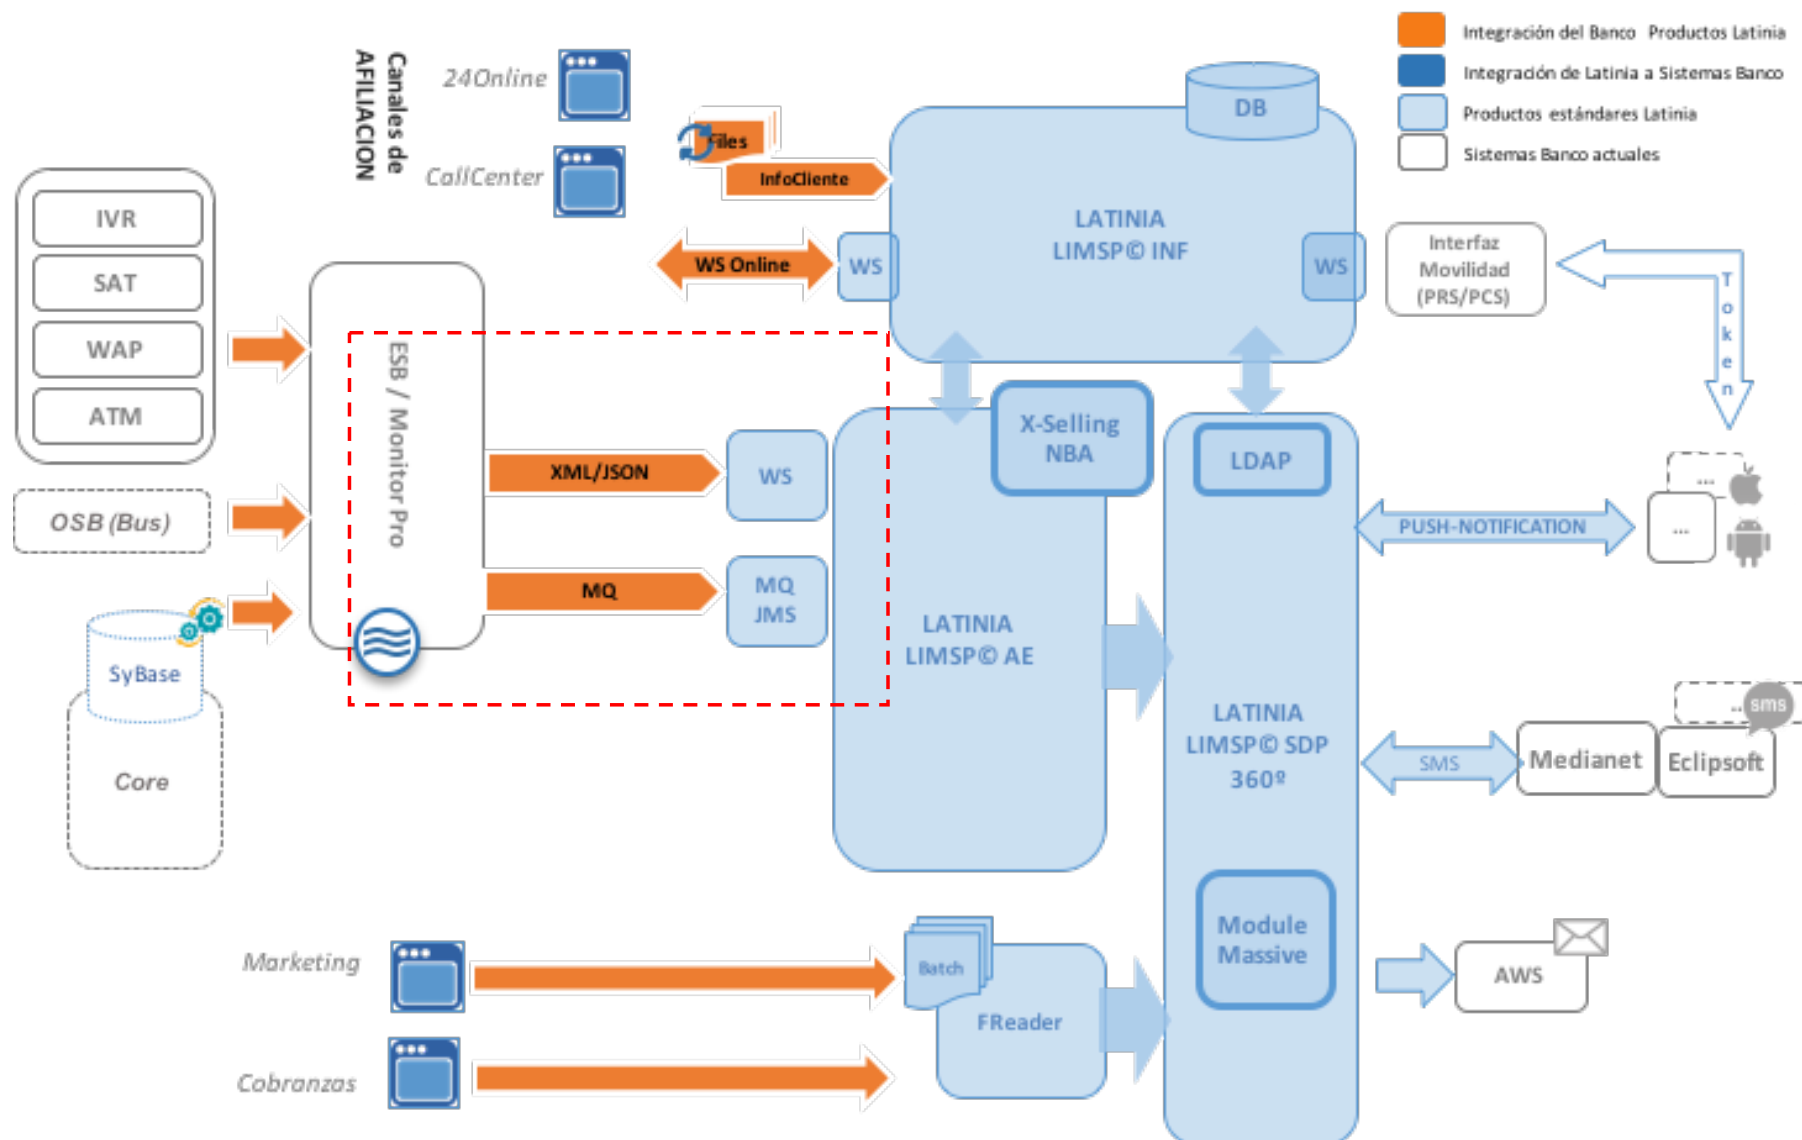 Integración del Banco Productos Latinia
Integración de Latinia a Sistemas Banco
Productos estándares Latinia
Sistemas Banco actuales
Canales de
AFILIACION
24Online
CallCenter
Files
InfoCliente
WS Online
WS
DB
LATINIA
LIMSP© INF
WS
Interfaz
Movilidad
(PRS/PCS)
Token
IVR
SAT
WAP
ATM
OSB (Bus)
SyBase
Core
ESB / Monitor Pro
XML/JSON
WS
MQ
MQ
JMS
X-Selling
NBA
LATINIA
LIMSP© AE
LDAP
LATINIA
LIMSP© SDP
360º
Module
Massive
PUSH-NOTIFICATION
...
...
SMS
Medianet
Eclipsoft
..
sms
AWS
Marketing
Cobranzas
Batch
FReader